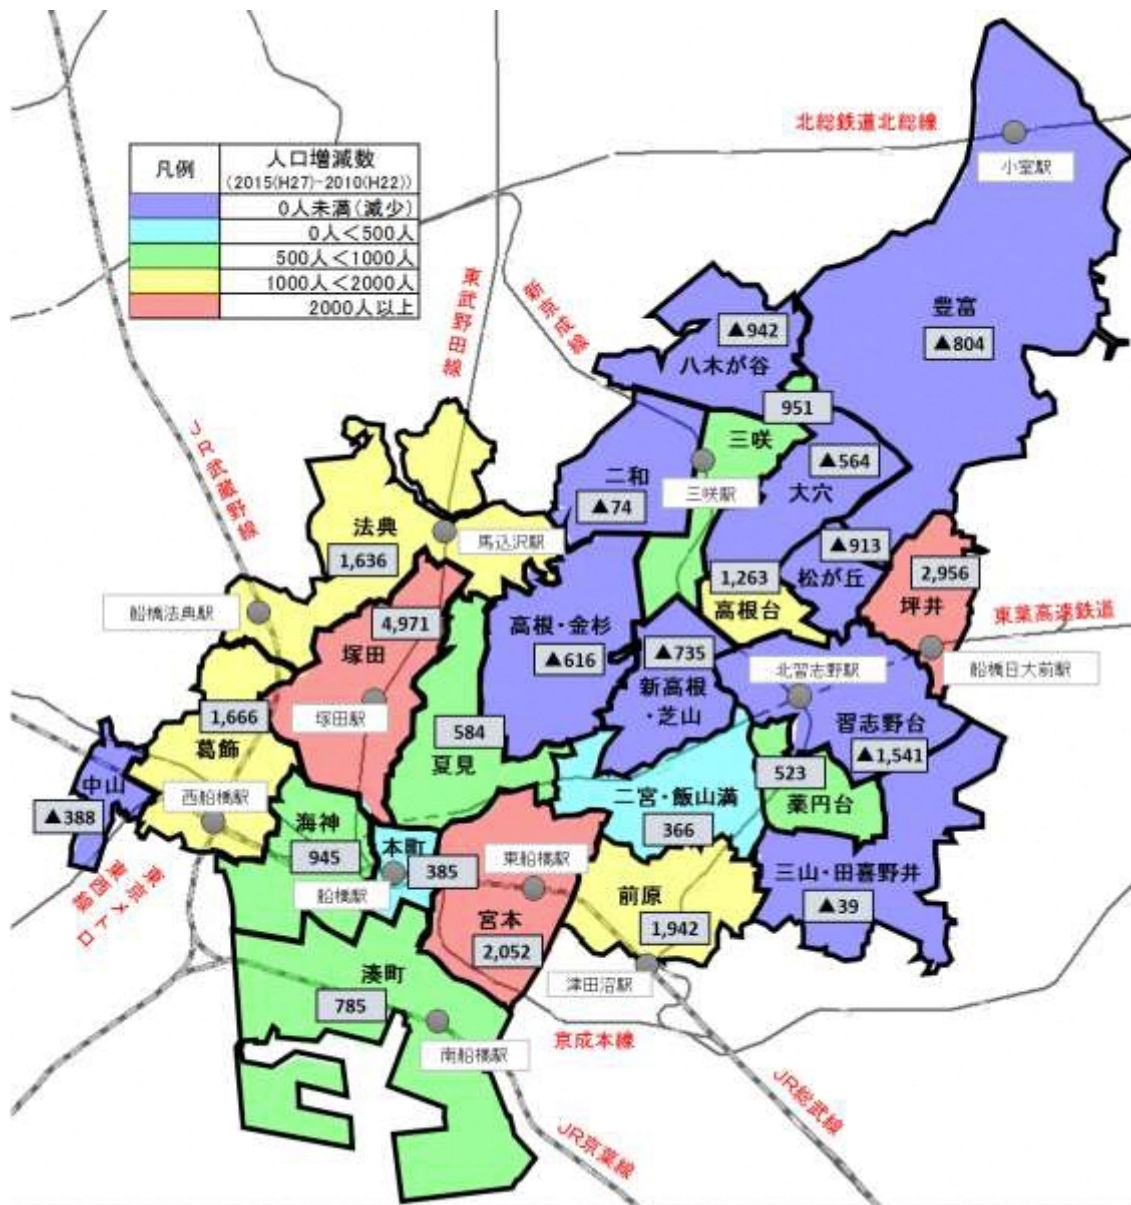 凡例
人口増減数
(2015(H27)-2010(H22))
0人未満(減少)
0人<500人
500人<1000人
1000人<2000人
2000人以上
北総鉄道北総線
小室駅
東武野田線
新京成線
豊富
▲804
▲942
八木が谷
951
三咲
▲564
大穴
二和
▲74
三咲駅
JR武蔵野線
法典
1,636
馬込沢駅
▲913
松が丘
2,956
坪井
1,263
高根台
東葉高速鉄道
船橋法典駅
4,971
塚田
高根・金杉
▲616
▲735
新高根
・芝山
北習志野駅
船橋日大前駅
1,666
葛飾
塚田駅
584
夏見
習志野台
▲1,541
中山
▲388
西船橋駅
523
薬円台
二宮・飯山満
366
海神
945
本町
385
船橋駅
東船橋駅
宮本
2,052
前原
1,942
三山・田喜野井
▲39
東京メトロ
東西線
湊町
785
津田沼駅
南船橋駅
京成本線
JR総武線
JR京葉線